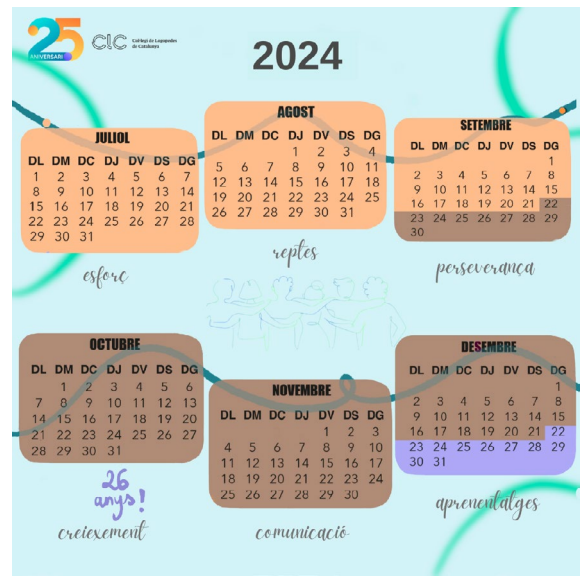 25
ANIVERSARI
CLC
Col·legi de Logopedes
de Catalunya
2024
JULIOL
DL DM DC DJ DV DS DG
1 2 3 4 5 6 7
8 9 10 11 12 13 14
15 16 17 18 19 20 21
22 23 24 25 26 27 28
29 30 31
esforç
AGOST
DL DM DC DJ DV DS DG
1 2 3 4
5 6 7 8 9 10 11
12 13 14 15 16 17 18
19 20 21 22 23 24 25
26 27 28 29 30 31
reptes
SETEMBRE
DL DM DC DJ DV DS DG
1
2 3 4 5 6 7 8
9 10 11 12 13 14 15
16 17 18 19 20 21 22
23 24 25 26 27 28 29
30
perseverança
OCTUBRE
DL DM DC DJ DV DS DG
1 2 3 4 5 6
7 8 9 10 11 12 13
14 15 16 17 18 19 20
21 22 23 24 25 26 27
28 29 30 31
26
anys!
creiexement
NOVEMBRE
DL DM DC DJ DV DS DG
1 2 3
4 5 6 7 8 9 10
11 12 13 14 15 16 17
18 19 20 21 22 23 24
25 26 27 28 29 30
comunicació
DESEMBRE
DL DM DC DJ DV DS DG
1
2 3 4 5 6 7 8
9 10 11 12 13 14 15
16 17 18 19 20 21 22
23 24 25 26 27 28 29
30 31
aprenentatges